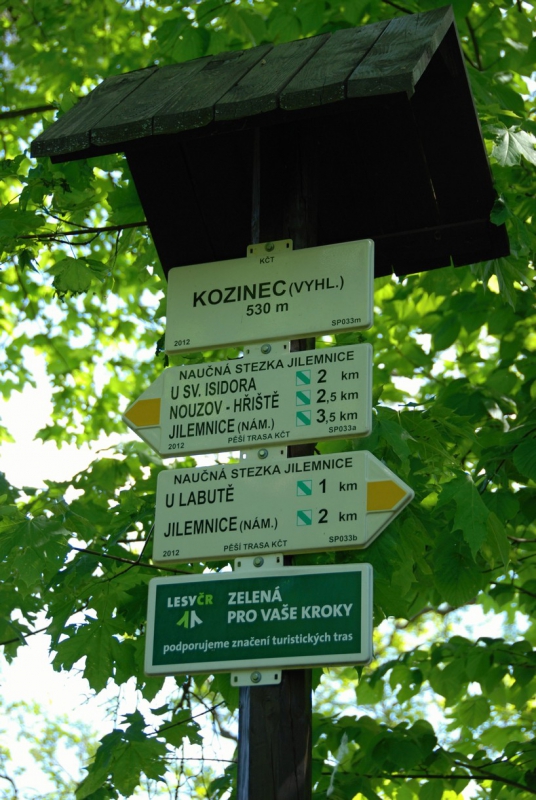 KČT
KOZINEC (VYHL.)
530 m
2012 SP033m
NAUČNÁ STEZKA JILEMNICE
U SV. ISIDORA 2 km
NOUZOV - HŘIŠTĚ 2,5 km
JILEMNICE (NÁM.) 3,5 km
2012 PĚŠÍ TRASA KČT SP033a
NAUČNÁ STEZKA JILEMNICE
U LABUTĚ 1 km
JILEMNICE (NÁM.) 2 km
2012 PĚŠÍ TRASA KČT SP033b
LESY ČR ZELENÁ
PRO VAŠE KROKY
podporujeme značení turistických tras